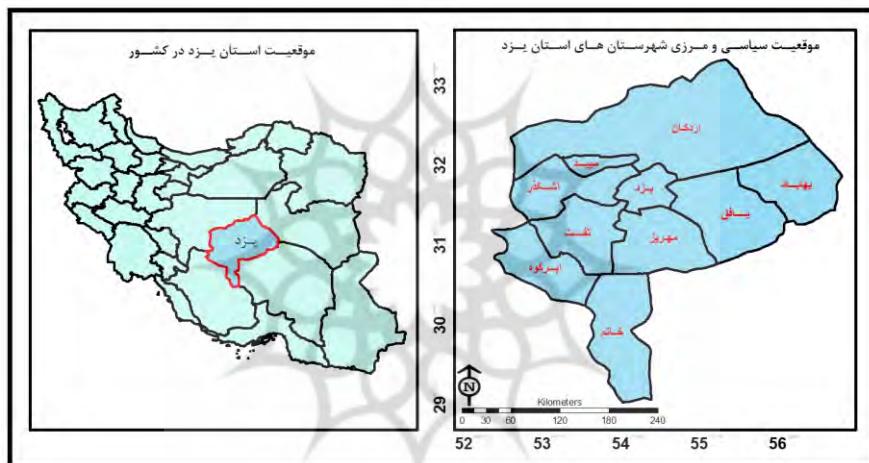 موقعیت سیاسی و مرزی شهرستان های استان یزد
موقعیت استان یزد در کشور
اردکان
میبد
اشکذر
یزد
بافق
بهاباد
تفت
مهریز
ابرکوه
خاتم
یزد
33
32
31
30
29
N
Kilometers
0 30 60 120 180 240
52 53 54 55 56